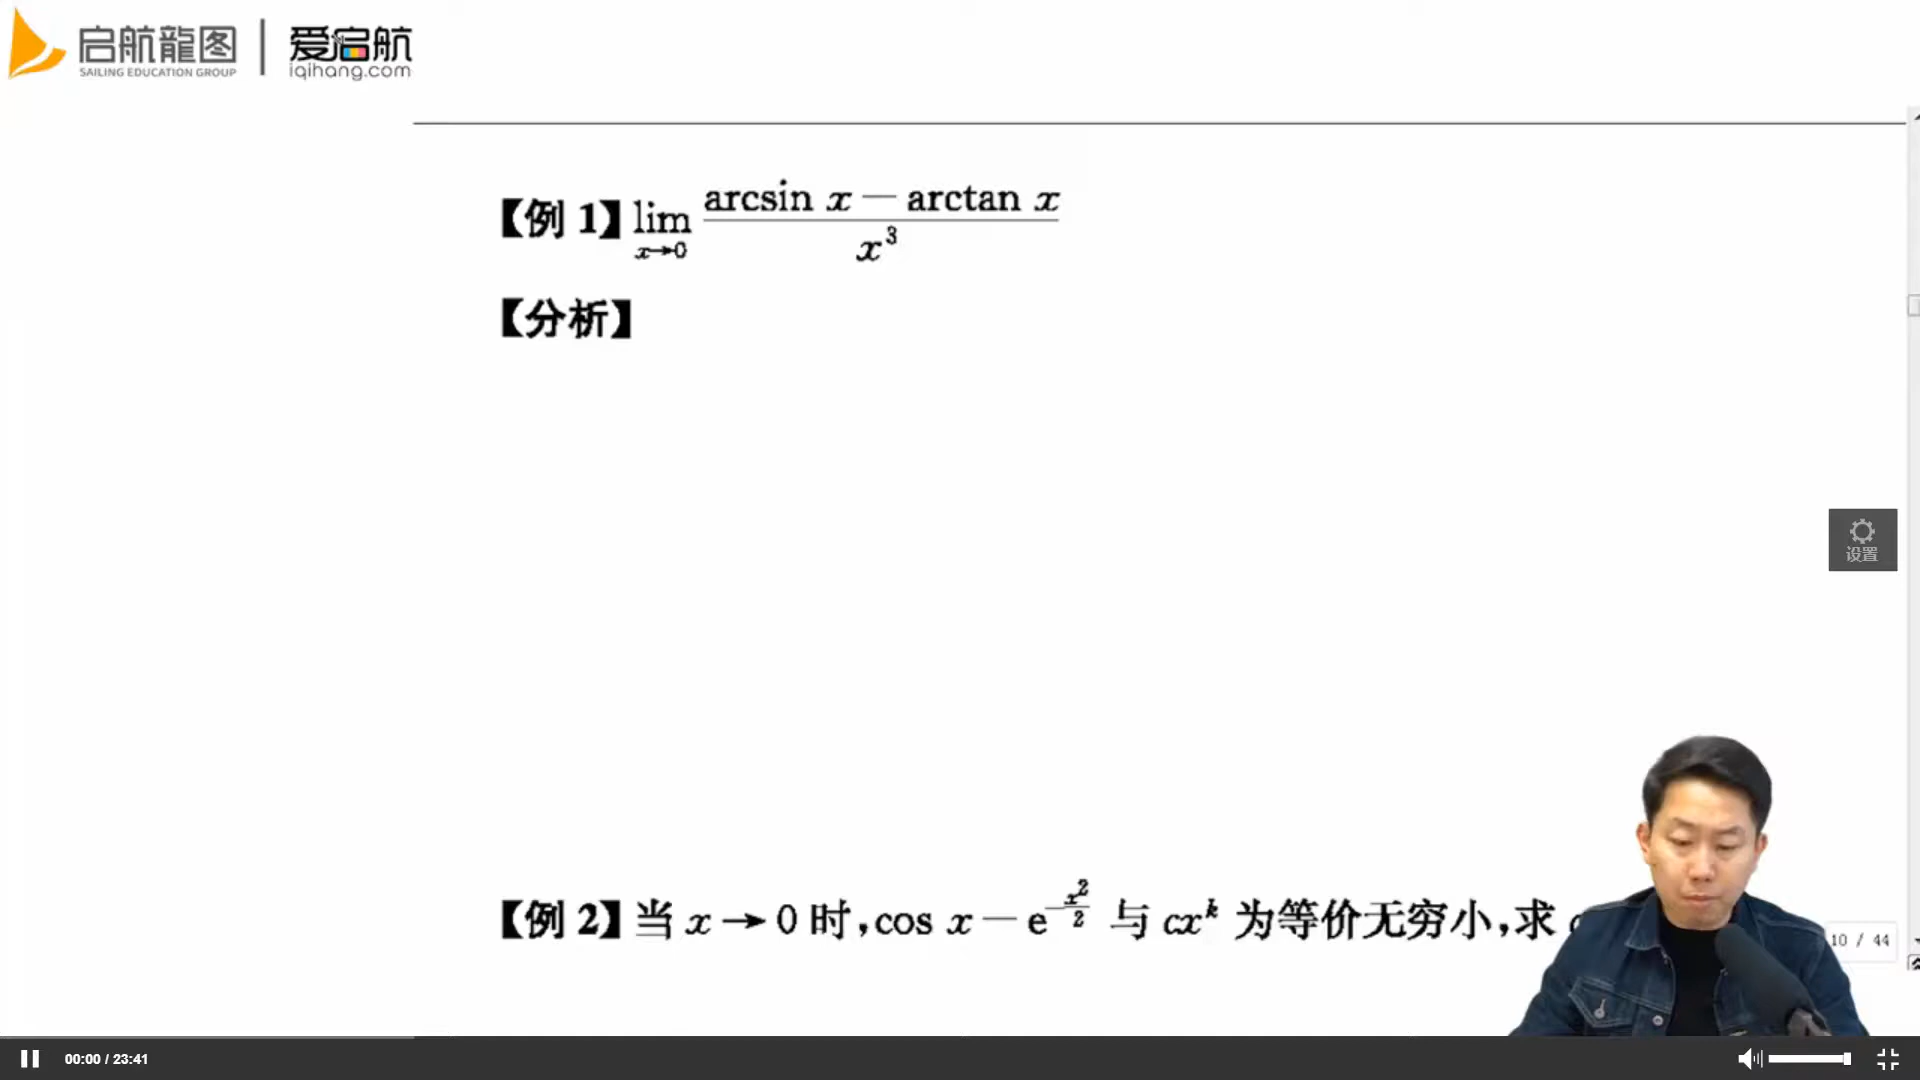 启航龍图 | 爱启航
SAILING EDUCATION GROUP iqihang.com
【例 1】lim_{x→0} (arcsin x − arctan x) / x³
【分析】
设置
【例 2】当 x → 0 时,cos x − e^{−x²/2} 与 cx^k 为等价无穷小,求
10 / 44
00:00 / 23:41